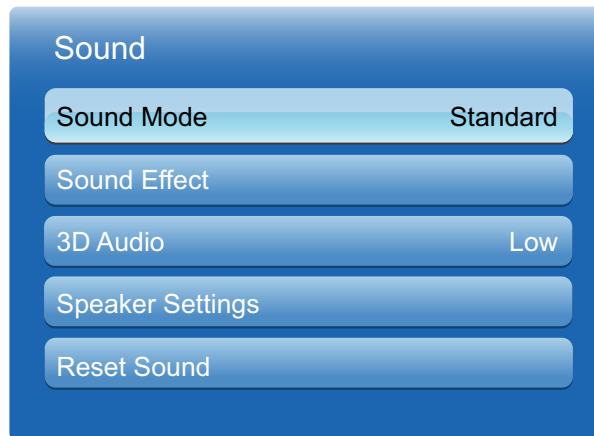 Sound
Sound Mode Standard
Sound Effect
3D Audio Low
Speaker Settings
Reset Sound